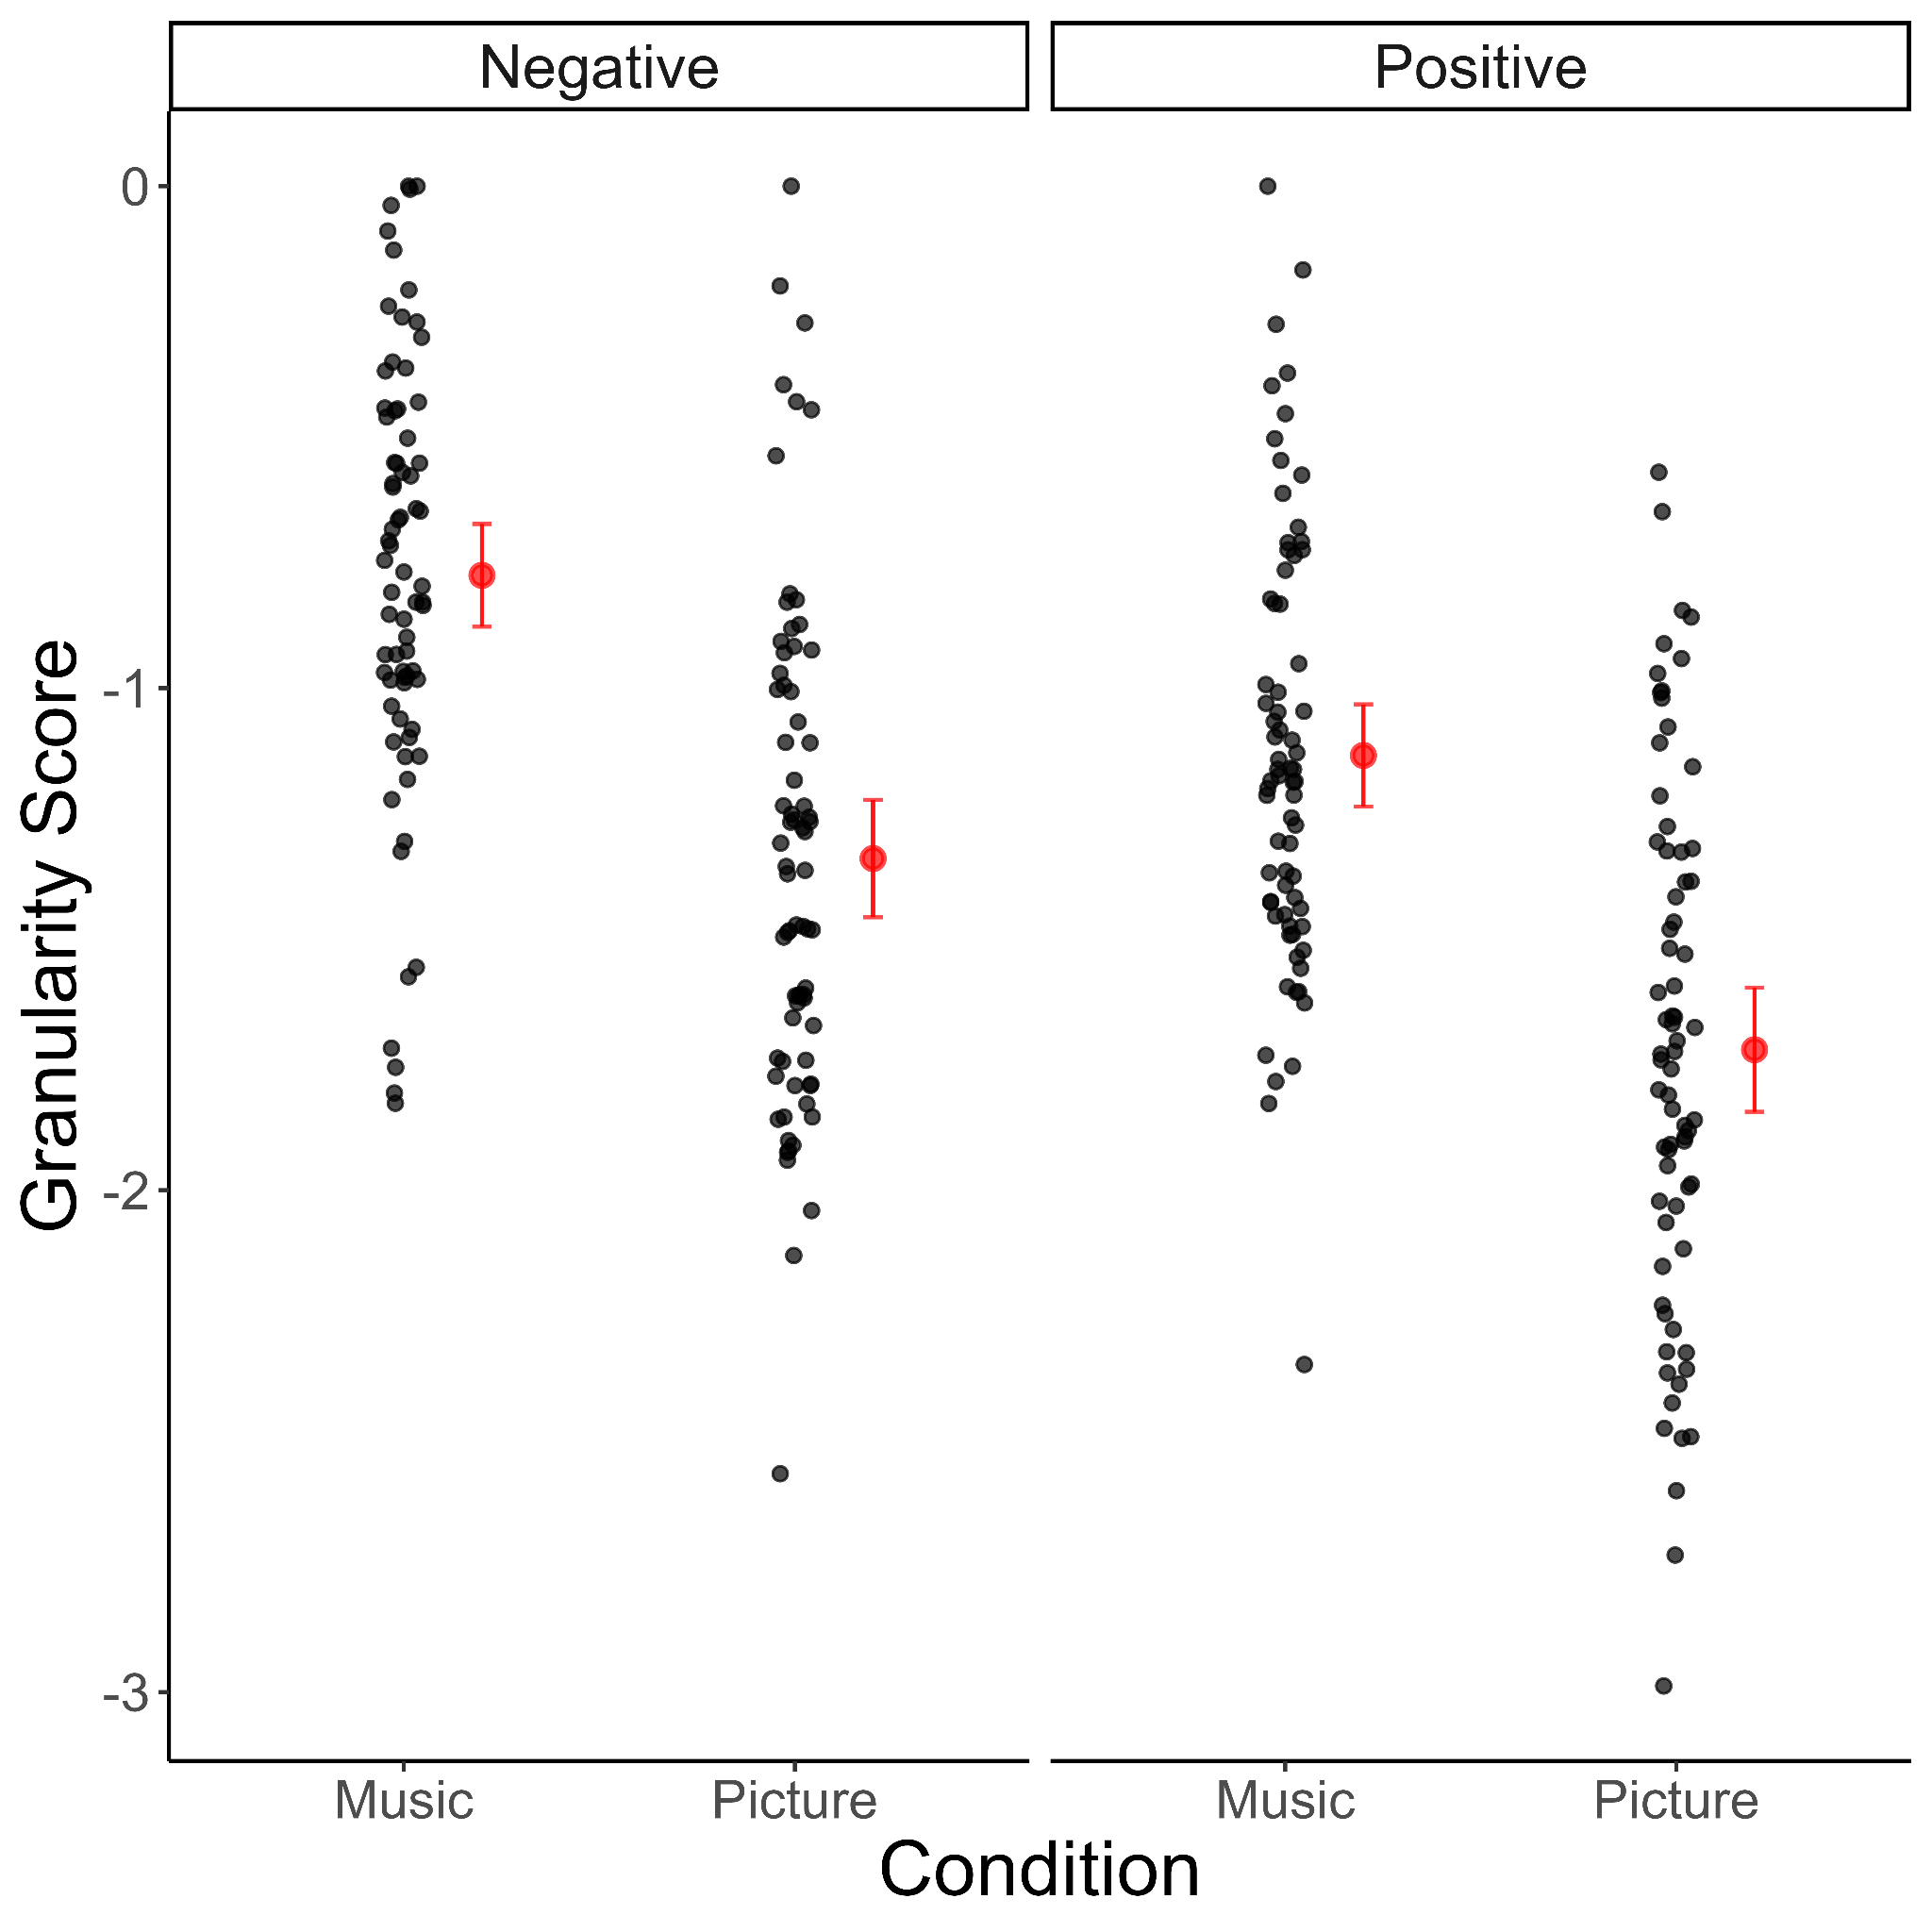 Negative
Positive
Granularity Score
0
-1
-2
-3
Music
Picture
Music
Picture
Condition